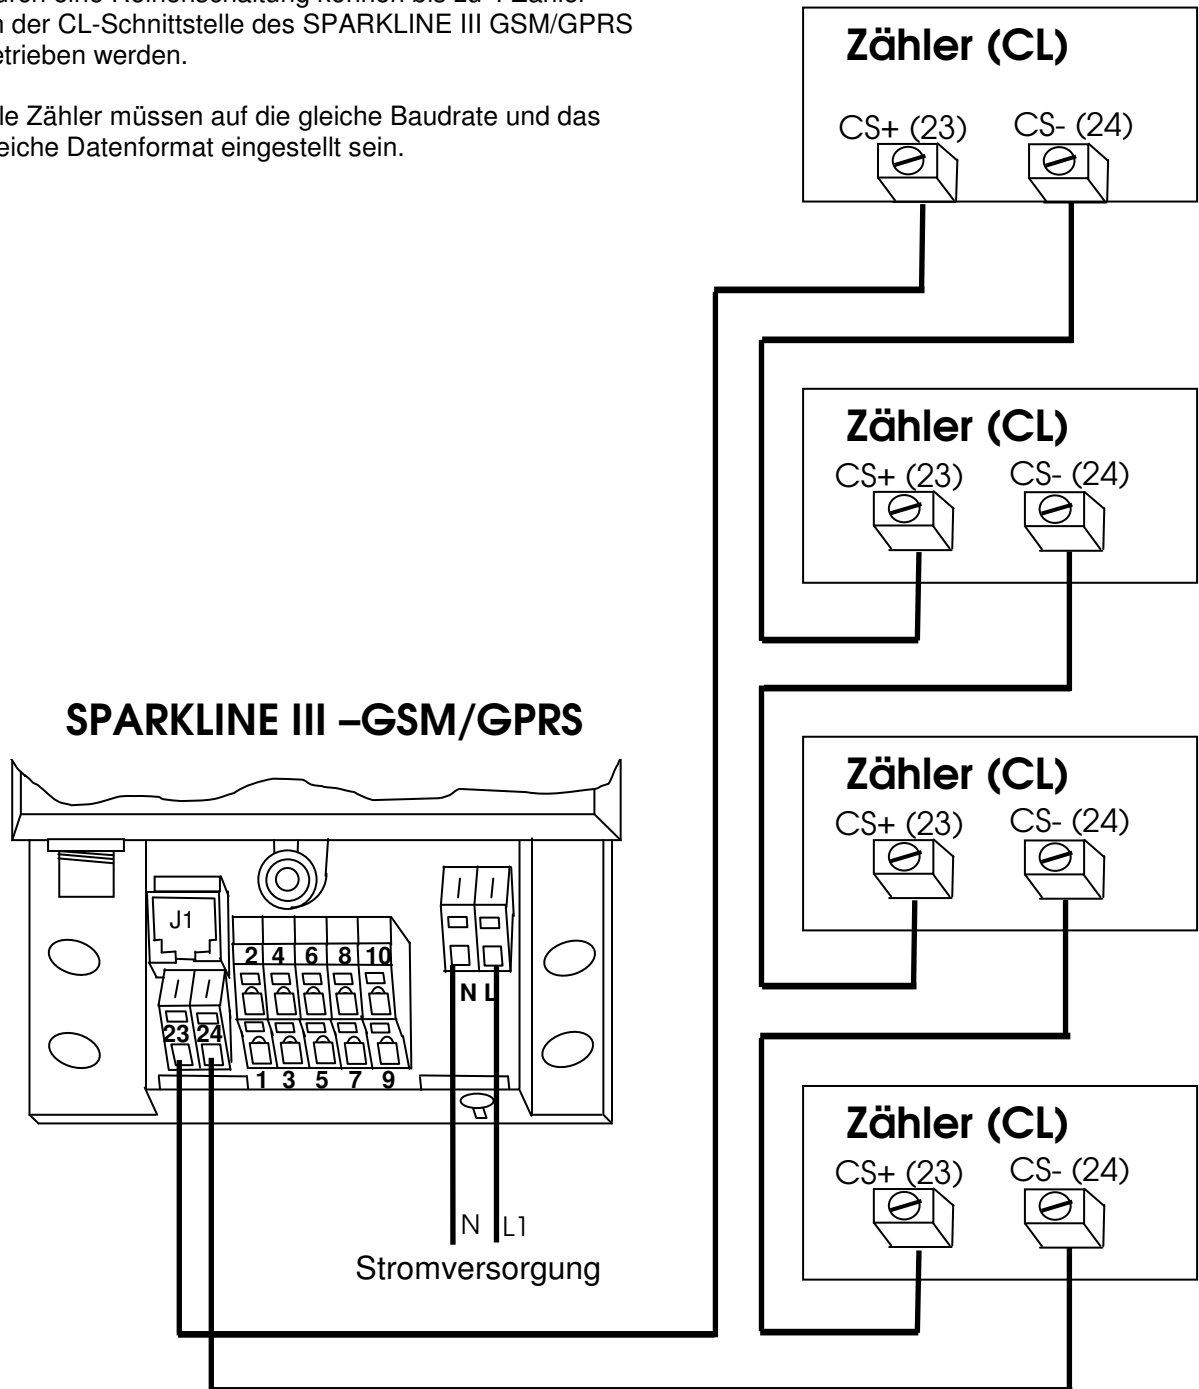 n der CL-Schnittstelle des SPARKLINE III GSM/GPRS
etrieben werden.
le Zähler müssen auf die gleiche Baudrate und das
eiche Datenformat eingestellt sein.
Zähler (CL)
CS+ (23) CS- (24)
Zähler (CL)
CS+ (23) CS- (24)
SPARKLINE III –GSM/GPRS
Zähler (CL)
CS+ (23) CS- (24)
J1
2 4 6 8 10
N L
23 24
1 3 5 7 9
Zähler (CL)
CS+ (23) CS- (24)
N L1
Stromversorgung